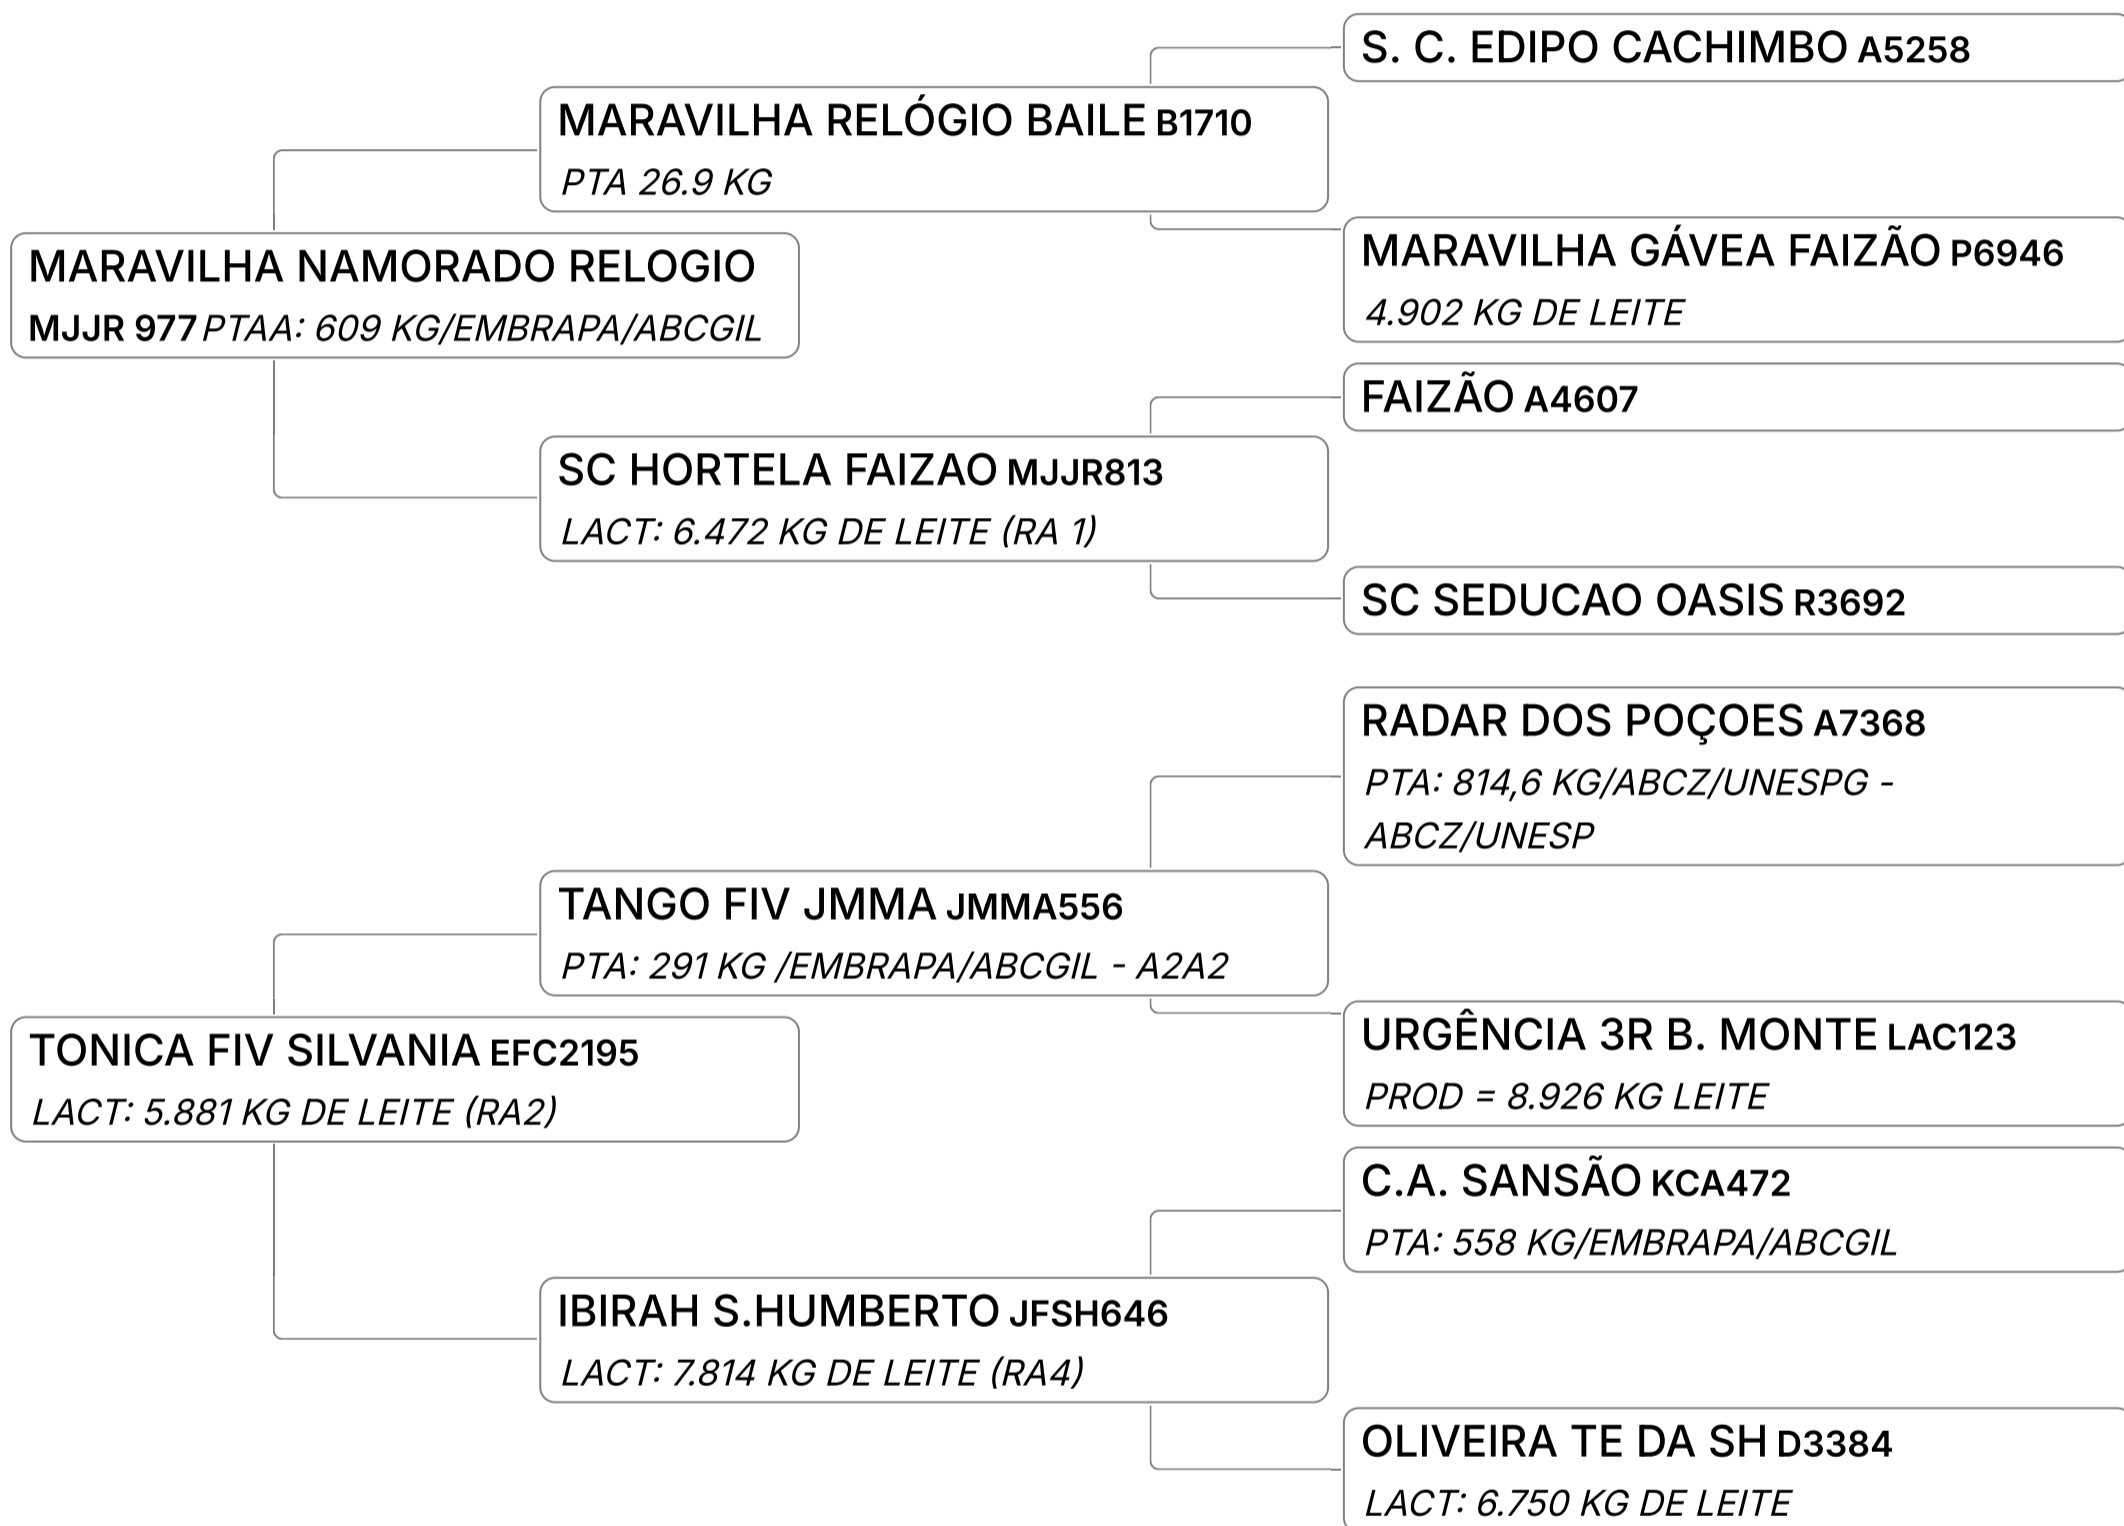 S. C. EDIPO CACHIMBO A5258
MARAVILHA RELÓGIO BAILE B1710
PTA 26.9 KG
MARAVILHA GÁVEA FAIZÃO P6946
4.902 KG DE LEITE
MARAVILHA NAMORADO RELOGIO
MJJR 977 PTAA: 609 KG/EMBRAPA/ABCGIL
FAIZÃO A4607
SC HORTELA FAIZAO MJJR813
LACT: 6.472 KG DE LEITE (RA 1)
SC SEDUCAO OASIS R3692
RADAR DOS POÇOES A7368
PTA: 814,6 KG/ABCZ/UNESPG -
ABCZ/UNESP
TANGO FIV JMMA JMMA556
PTA: 291 KG /EMBRAPA/ABCGIL - A2A2
URGÊNCIA 3R B. MONTE LAC123
PROD = 8.926 KG LEITE
TONICA FIV SILVANIA EFC2195
LACT: 5.881 KG DE LEITE (RA2)
C.A. SANSÃO KCA472
PTA: 558 KG/EMBRAPA/ABCGIL
IBIRAH S.HUMBERTO JFSH646
LACT: 7.814 KG DE LEITE (RA4)
OLIVEIRA TE DA SH D3384
LACT: 6.750 KG DE LEITE